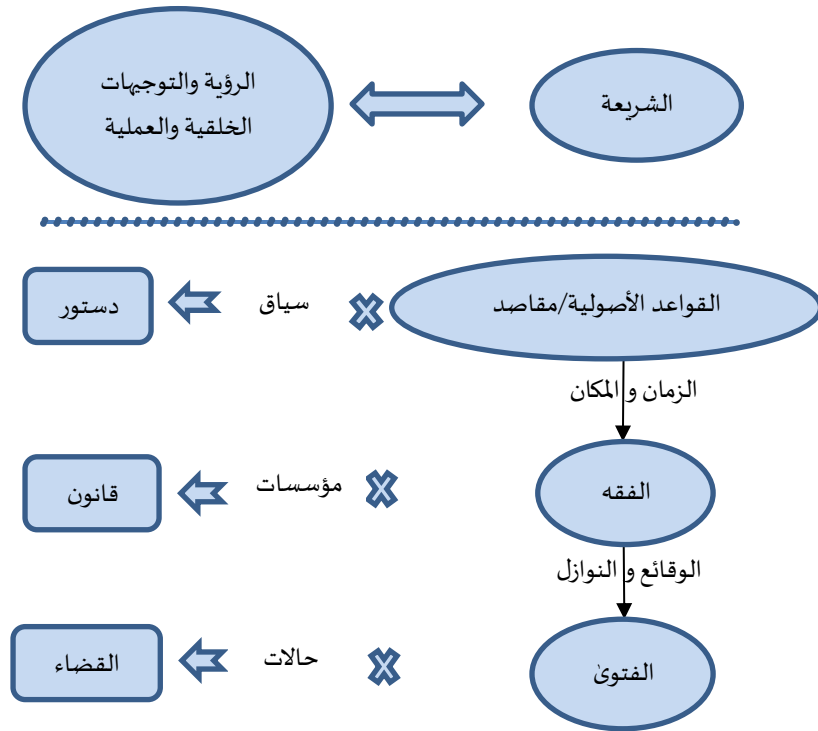 الشريعة
الرؤية والتوجيهات
الخلقية والعملية
القواعد الأصولية/مقاصد
سياق
دستور
الزمان و المكان
الفقه
مؤسسات
قانون
الوقائع و النوازل
الفتوىٰ
حالات
القضاء